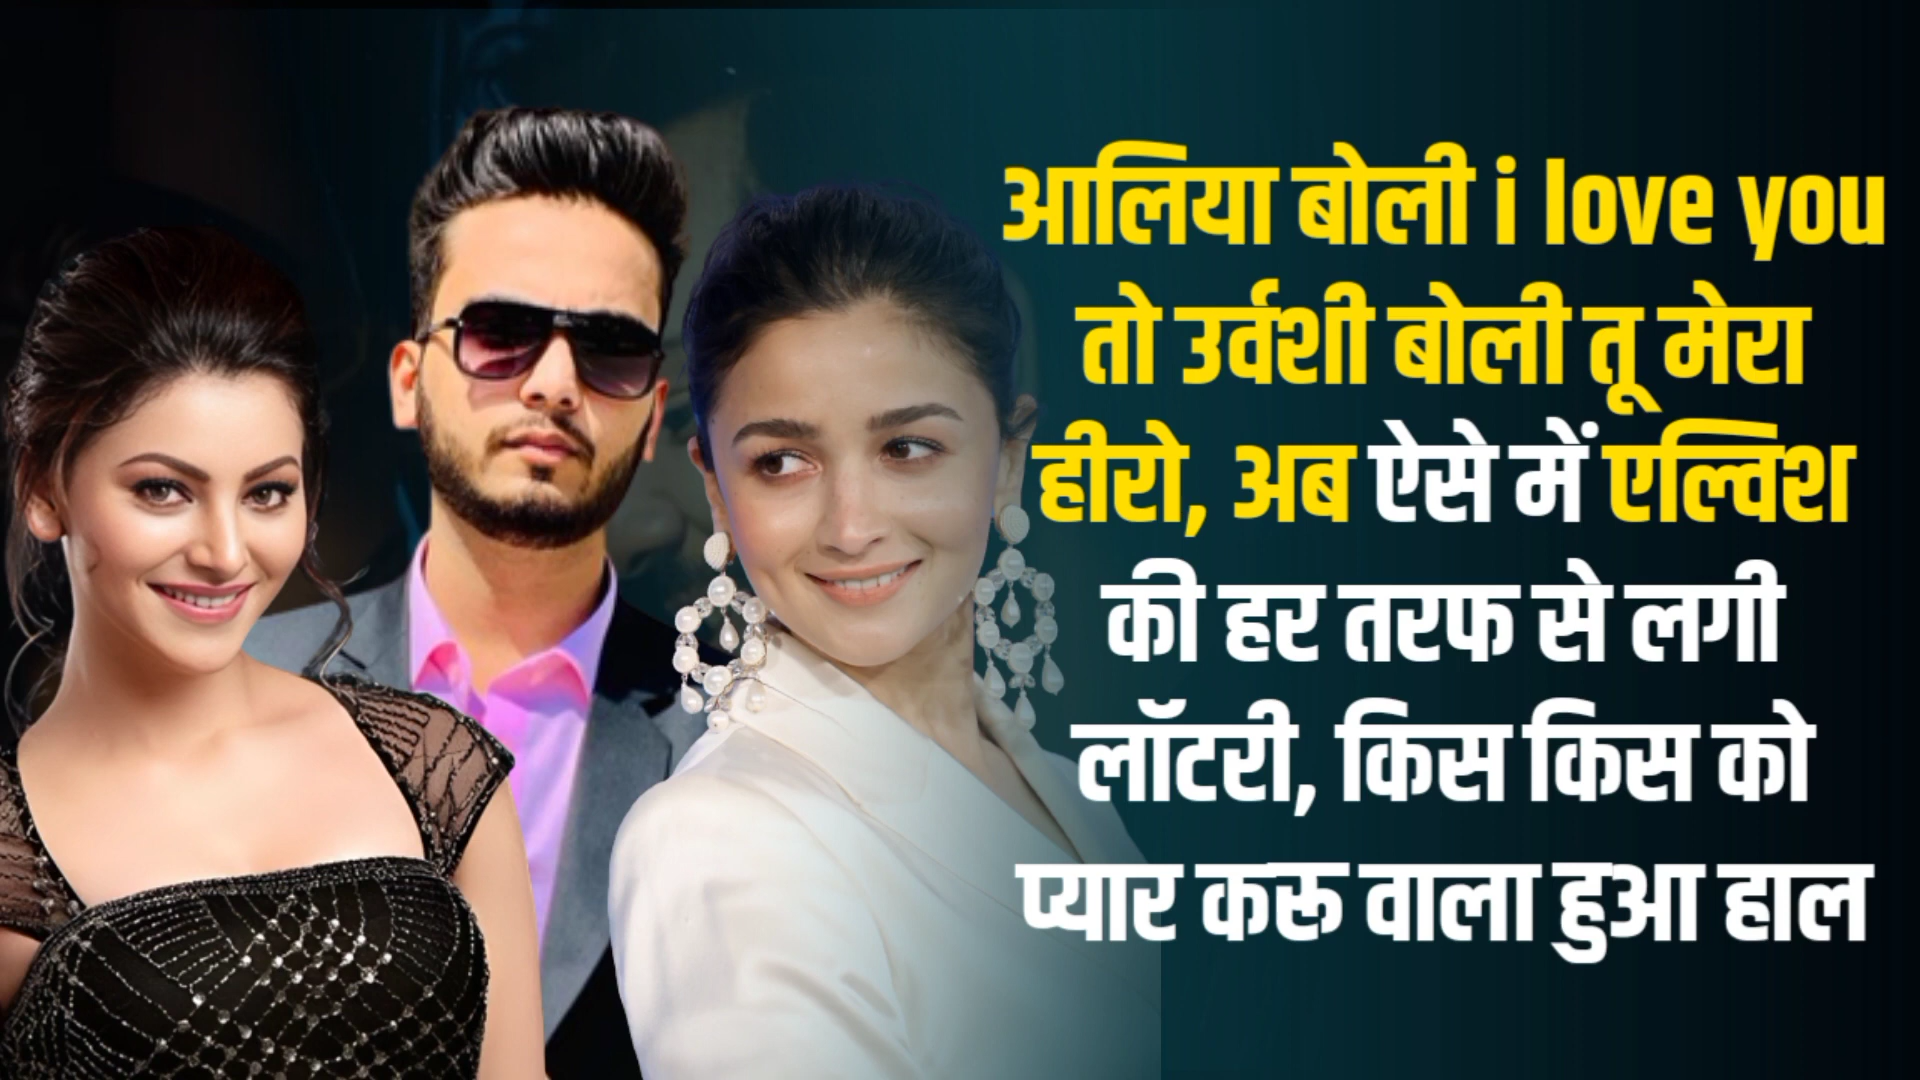 आलिया बोली i love you
तो उर्वशी बोली तू मेरा
हीरो, अब ऐसे में एल्विश
की हर तरफ से लगी
लॉटरी, किस किस को
प्यार करू वाला हुआ हाल